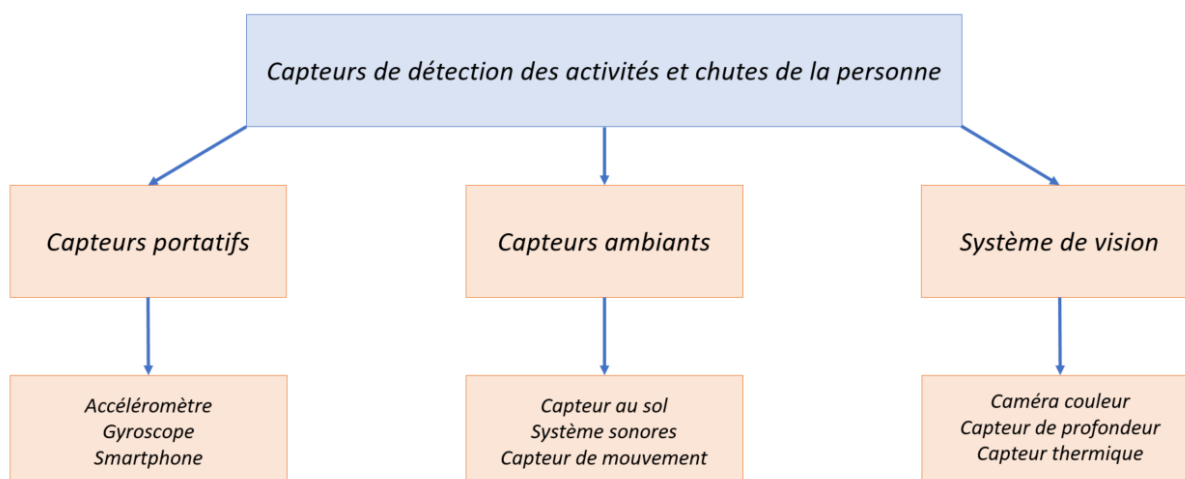 Capteurs de détection des activités et chutes de la personne
Capteurs portatifs
Capteurs ambiants
Système de vision
Accéléromètre
Gyroscope
Smartphone
Capteur au sol
Système sonores
Capteur de mouvement
Caméra couleur
Capteur de profondeur
Capteur thermique